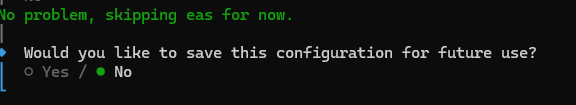 No problem, skipping eas for now.
Would you like to save this configuration for future use?
Yes / No